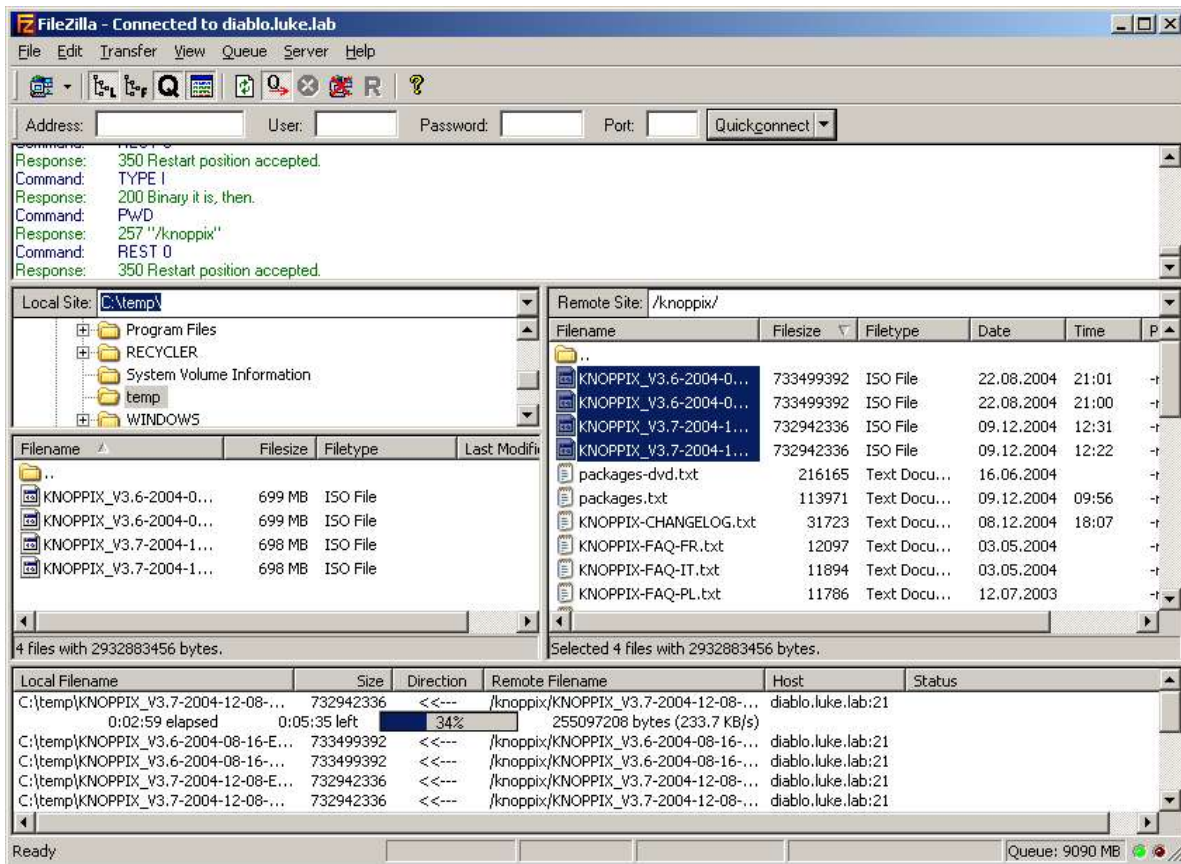 FileZilla - Connected to diablo.luke.lab
File Edit Transfer View Queue Server Help
Address: User: Password: Port: Quickconnect
Response: 350 Restart position accepted.
Command: TYPE I
Response: 200 Binary it is, then.
Command: PWD
Response: 257 "/knoppix"
Command: REST 0
Response: 350 Restart position accepted.
Local Site: C:\temp\
Program Files
RECYCLER
System Volume Information
temp
WINDOWS
Filename Filesize Filetype Last Modifi
..
KNOPPIX_V3.6-2004-0... 699 MB ISO File
KNOPPIX_V3.6-2004-0... 699 MB ISO File
KNOPPIX_V3.7-2004-1... 698 MB ISO File
KNOPPIX_V3.7-2004-1... 698 MB ISO File
4 files with 2932883456 bytes.
Remote Site: /knoppix/
Filename Filesize Filetype Date Time P
..
KNOPPIX_V3.6-2004-0... 733499392 ISO File 22.08.2004 21:01
KNOPPIX_V3.6-2004-0... 733499392 ISO File 22.08.2004 21:00
KNOPPIX_V3.7-2004-1... 732942336 ISO File 09.12.2004 12:31
KNOPPIX_V3.7-2004-1... 732942336 ISO File 09.12.2004 12:22
packages-dvd.txt 216165 Text Docu... 16.06.2004
packages.txt 113971 Text Docu... 09.12.2004 09:56
KNOPPIX-CHANGELOG.txt 31723 Text Docu... 08.12.2004 18:07
KNOPPIX-FAQ-FR.txt 12097 Text Docu... 03.05.2004
KNOPPIX-FAQ-IT.txt 11894 Text Docu... 03.05.2004
KNOPPIX-FAQ-PL.txt 11786 Text Docu... 12.07.2003
Selected 4 files with 2932883456 bytes.
Local Filename Size Direction Remote Filename Host Status
C:\temp\KNOPPIX_V3.7-2004-12-08-... 732942336 <<--- /knoppix/KNOPPIX_V3.7-2004-12-08-... diablo.luke.lab:21
0:02:59 elapsed 0:05:35 left 34% 255097208 bytes (233.7 KB/s)
C:\temp\KNOPPIX_V3.6-2004-08-16-E... 733499392 <<--- /knoppix/KNOPPIX_V3.6-2004-08-16-... diablo.luke.lab:21
C:\temp\KNOPPIX_V3.6-2004-08-16-... 733499392 <<--- /knoppix/KNOPPIX_V3.6-2004-08-16-... diablo.luke.lab:21
C:\temp\KNOPPIX_V3.7-2004-12-08-E... 732942336 <<--- /knoppix/KNOPPIX_V3.7-2004-12-08-... diablo.luke.lab:21
C:\temp\KNOPPIX_V3.7-2004-12-08-... 732942336 <<--- /knoppix/KNOPPIX_V3.7-2004-12-08-... diablo.luke.lab:21
Ready Queue: 9090 MB